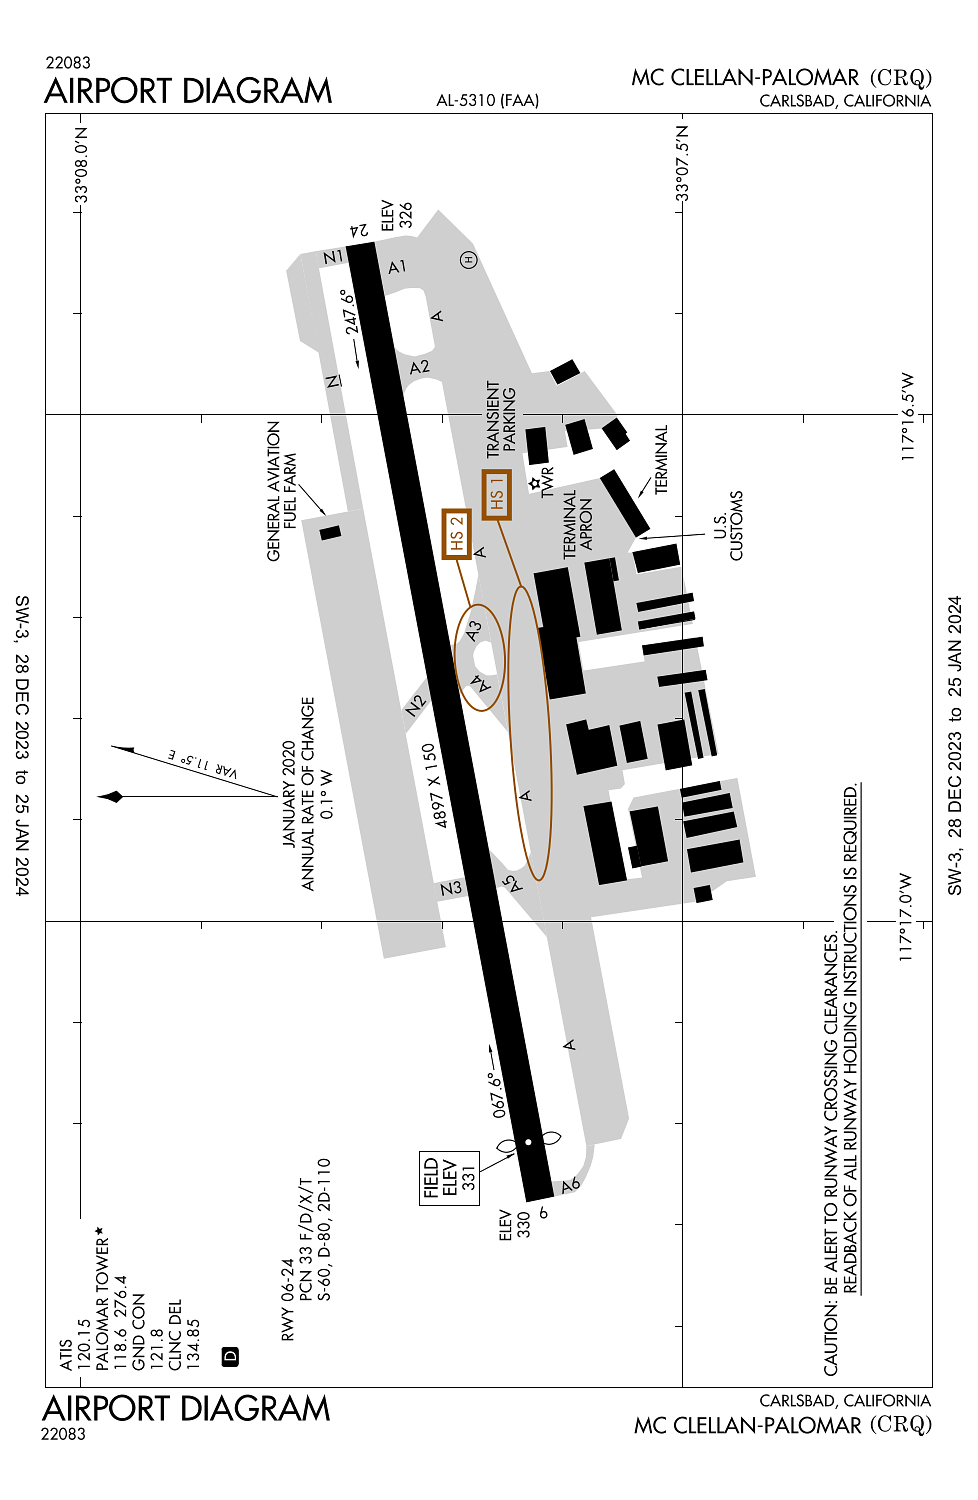 22083
AIRPORT DIAGRAM
AL-5310 (FAA)
MC CLELLAN-PALOMAR (CRQ)
CARLSBAD, CALIFORNIA
33°08.0'N
33°07.5'N
117°16.5'W
117°17.0'W
ATIS
120.15
PALOMAR TOWER★
118.6 276.4
GND CON
121.8
CLNC DEL
134.85
D
RWY 06-24
PCN 33 F/D/X/T
S-60, D-80, 2D-110
JANUARY 2020
ANNUAL RATE OF CHANGE
0.1° W
VAR 11.5° E
GENERAL AVIATION
FUEL FARM
24
ELEV
326
N1
A1
H
247.6°
A
N
A2
TRANSIENT
PARKING
HS 1
HS 2
TWR
TERMINAL
TERMINAL
APRON
U.S.
CUSTOMS
A
A3
A4
N2
4897 X 150
A
N3
A5
A
067.6°
FIELD
ELEV
331
A6
6
ELEV
330
CAUTION: BE ALERT TO RUNWAY CROSSING CLEARANCES.
READBACK OF ALL RUNWAY HOLDING INSTRUCTIONS IS REQUIRED.
SW-3, 28 DEC 2023 to 25 JAN 2024
SW-3, 28 DEC 2023 to 25 JAN 2024
AIRPORT DIAGRAM
22083
CARLSBAD, CALIFORNIA
MC CLELLAN-PALOMAR (CRQ)